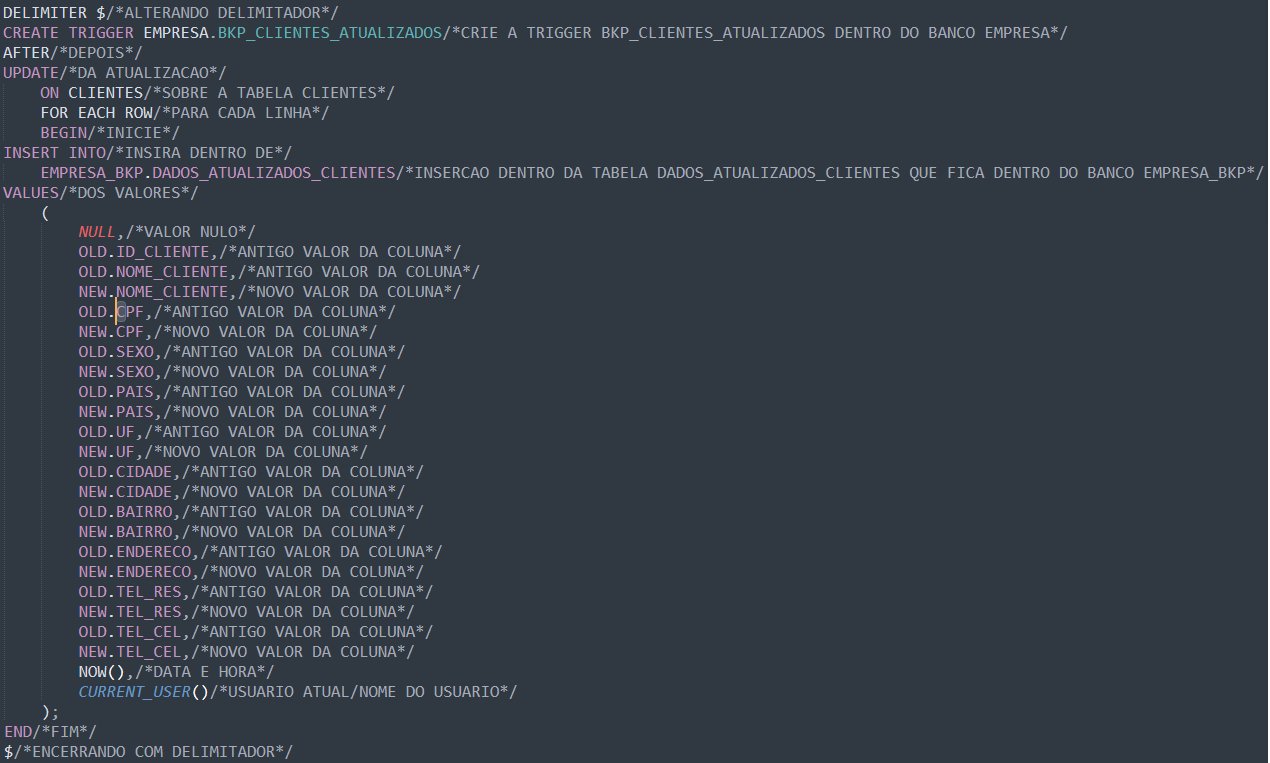 DELIMITER $/*ALTERANDO DELIMITADOR*/
CREATE TRIGGER EMPRESA.BKP_CLIENTES_ATUALIZADOS/*CRIE A TRIGGER BKP_CLIENTES_ATUALIZADOS DENTRO DO BANCO EMPRESA*/
AFTER/*DEPOIS*/
UPDATE/*DA ATUALIZACAO*/
    ON CLIENTES/*SOBRE A TABELA CLIENTES*/
    FOR EACH ROW/*PARA CADA LINHA*/
    BEGIN/*INICIE*/
INSERT INTO/*INSIRA DENTRO DE*/
    EMPRESA_BKP.DADOS_ATUALIZADOS_CLIENTES/*INSERCAO DENTRO DA TABELA DADOS_ATUALIZADOS_CLIENTES QUE FICA DENTRO DO BANCO EMPRESA_BKP*/
VALUES/*DOS VALORES*/
    (
        NULL,/*VALOR NULO*/
        OLD.ID_CLIENTE,/*ANTIGO VALOR DA COLUNA*/
        OLD.NOME_CLIENTE,/*ANTIGO VALOR DA COLUNA*/
        NEW.NOME_CLIENTE,/*NOVO VALOR DA COLUNA*/
        OLD.CPF,/*ANTIGO VALOR DA COLUNA*/
        NEW.CPF,/*NOVO VALOR DA COLUNA*/
        OLD.SEXO,/*ANTIGO VALOR DA COLUNA*/
        NEW.SEXO,/*NOVO VALOR DA COLUNA*/
        OLD.PAIS,/*ANTIGO VALOR DA COLUNA*/
        NEW.PAIS,/*NOVO VALOR DA COLUNA*/
        OLD.UF,/*ANTIGO VALOR DA COLUNA*/
        NEW.UF,/*NOVO VALOR DA COLUNA*/
        OLD.CIDADE,/*ANTIGO VALOR DA COLUNA*/
        NEW.CIDADE,/*NOVO VALOR DA COLUNA*/
        OLD.BAIRRO,/*ANTIGO VALOR DA COLUNA*/
        NEW.BAIRRO,/*NOVO VALOR DA COLUNA*/
        OLD.ENDERECO,/*ANTIGO VALOR DA COLUNA*/
        NEW.ENDERECO,/*NOVO VALOR DA COLUNA*/
        OLD.TEL_RES,/*ANTIGO VALOR DA COLUNA*/
        NEW.TEL_RES,/*NOVO VALOR DA COLUNA*/
        OLD.TEL_CEL,/*ANTIGO VALOR DA COLUNA*/
        NEW.TEL_CEL,/*NOVO VALOR DA COLUNA*/
        NOW(),/*DATA E HORA*/
        CURRENT_USER()/*USUARIO ATUAL/NOME DO USUARIO*/
    );
END/*FIM*/
$/*ENCERRANDO COM DELIMITADOR*/